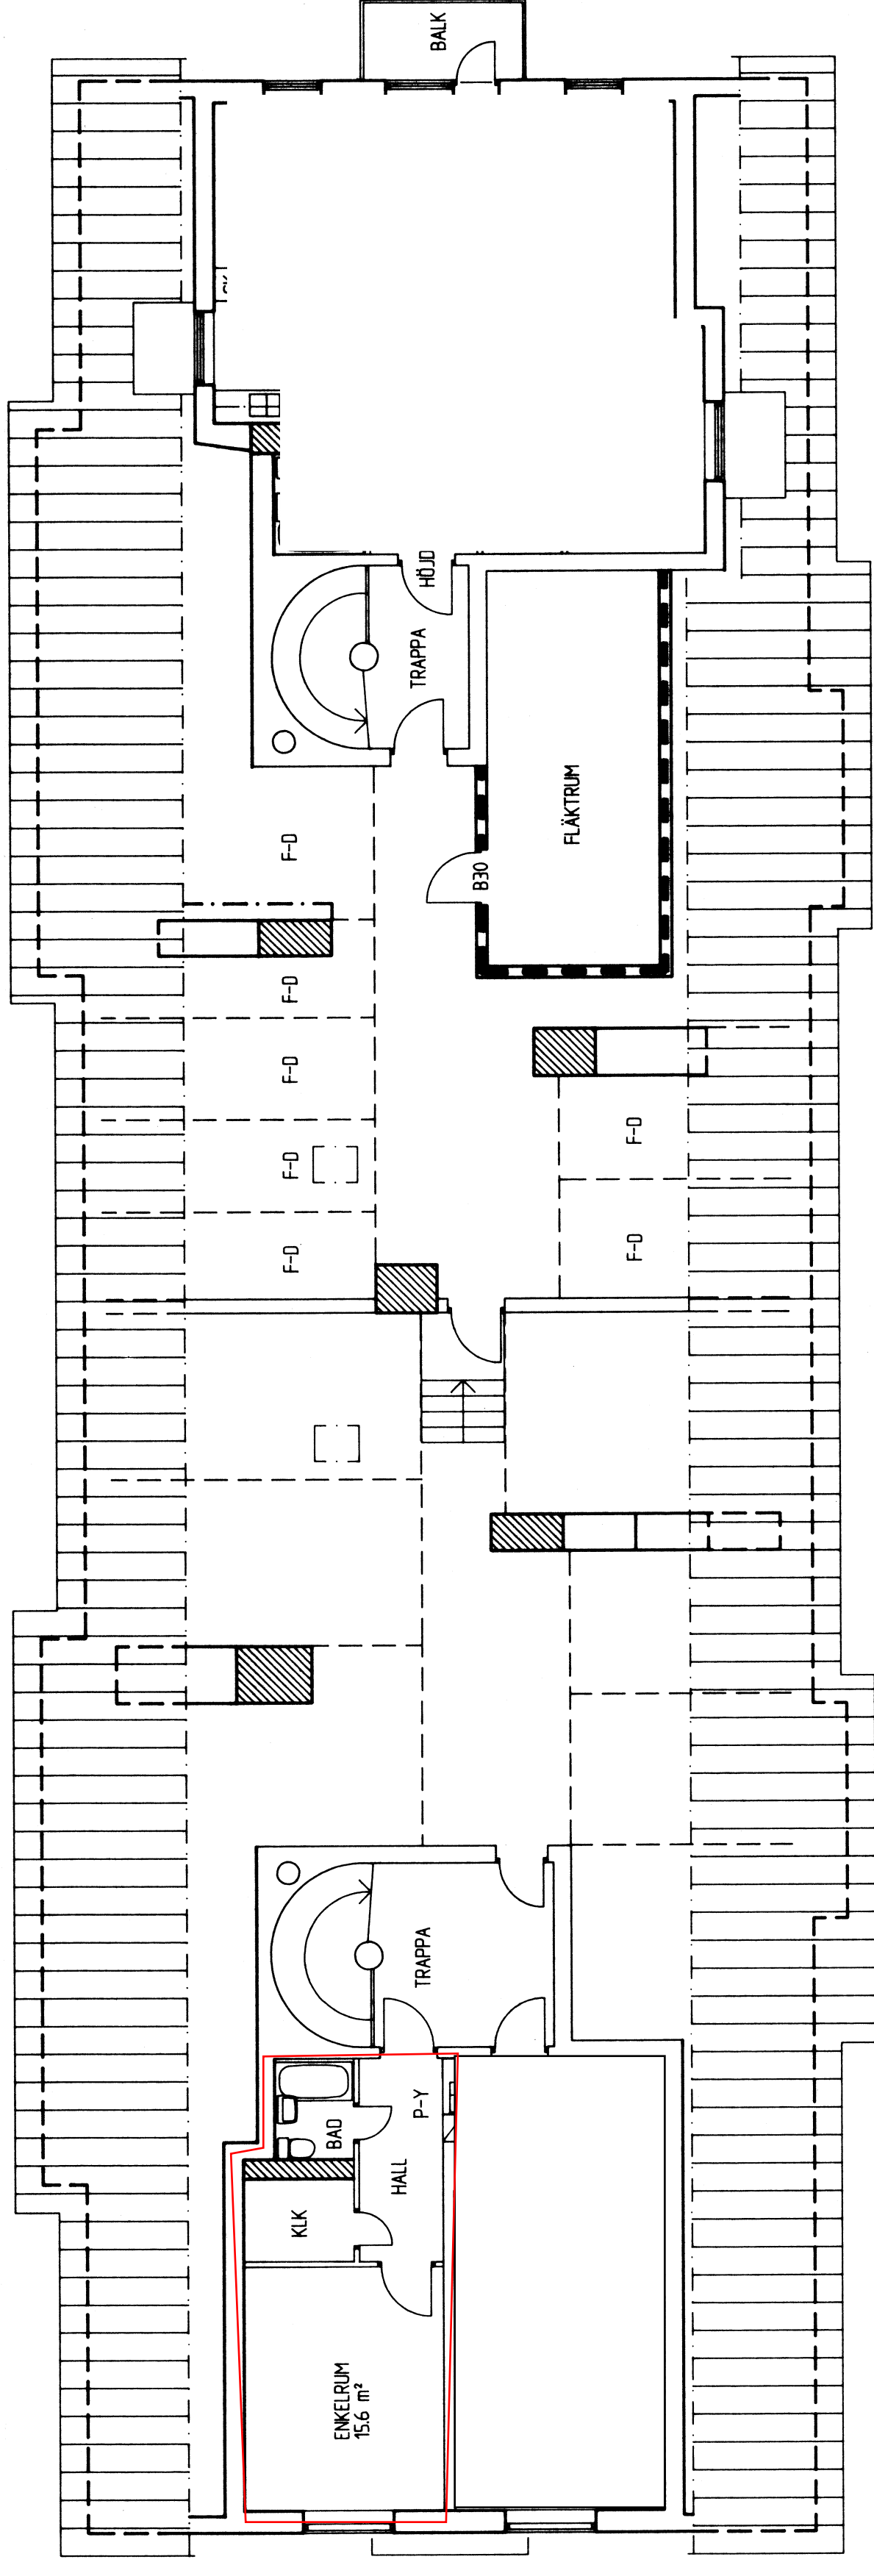 BALK
HÖJD
TRAPPA
FLÄKTRUM
B30
F-D
F-D
F-D
F-D
F-D
F-D
F-D
TRAPPA
P-Y
BAD
HALL
KLK
ENKELRUM
15.6 m²